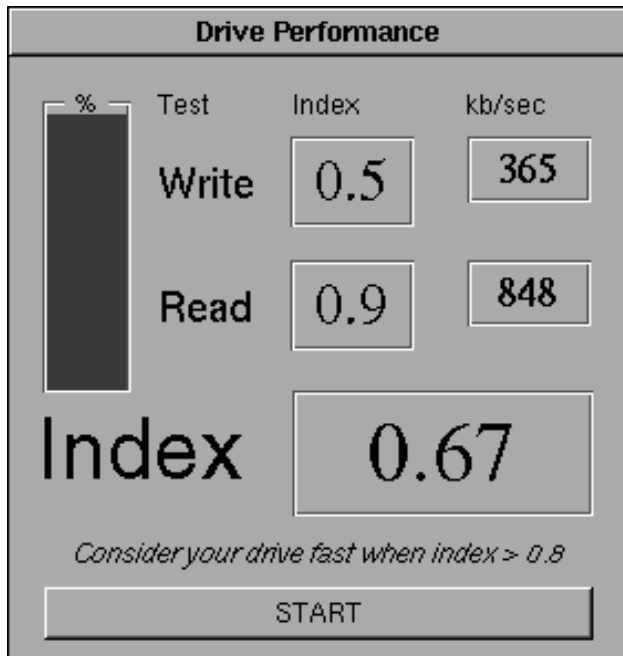 Drive Performance
% Test Index kb/sec
Write 0.5 365
Read 0.9 848
Index 0.67
Consider your drive fast when index > 0.8
START